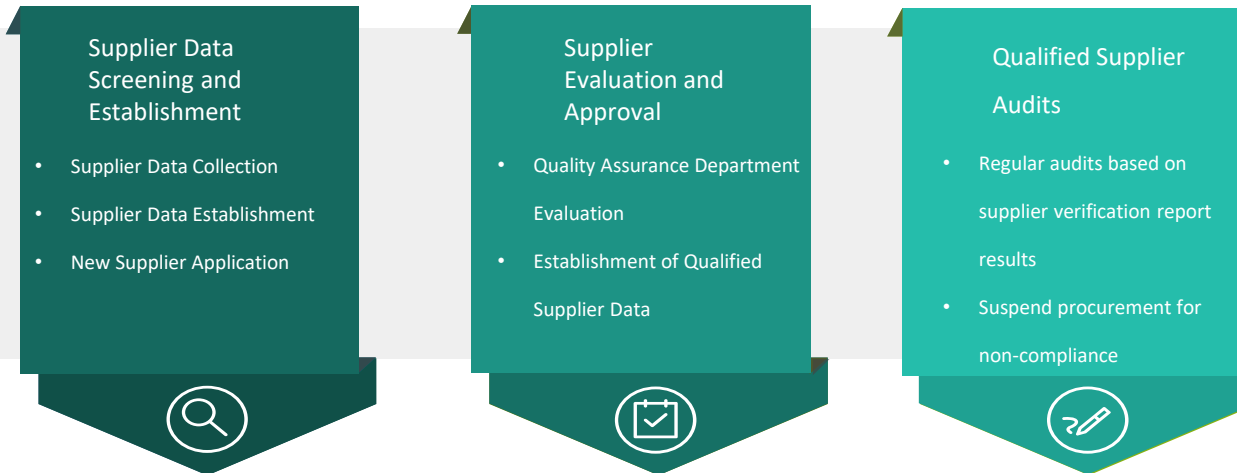 Supplier Data
Screening and
Establishment
• Supplier Data Collection
• Supplier Data Establishment
• New Supplier Application
Supplier
Evaluation and
Approval
• Quality Assurance Department
Evaluation
• Establishment of Qualified
Supplier Data
Qualified Supplier
Audits
• Regular audits based on
supplier verification report
results
• Suspend procurement for
non-compliance